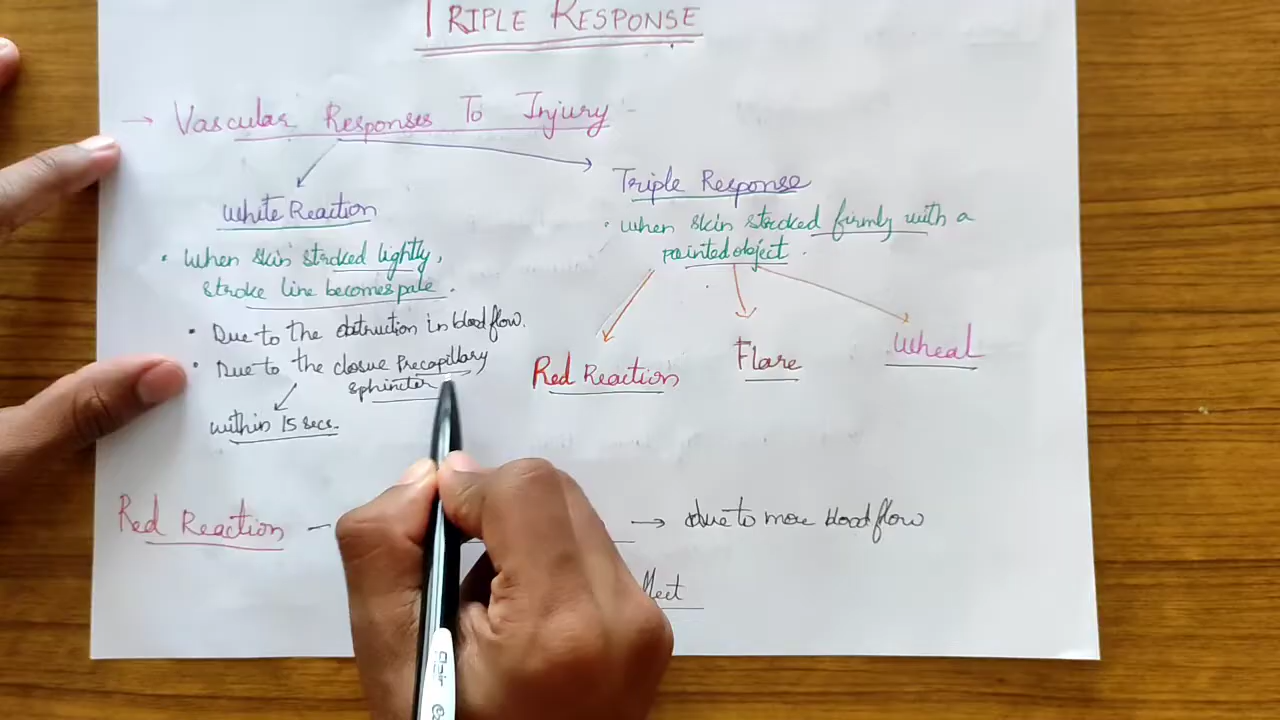 TRIPLE RESPONSE
→ Vascular Responses To Injury
White Reaction
• When skin stroked lightly,
stroke line becomes pale.
• Due to the obstruction in blood flow.
• Due to the closue Precapillary
sphincter
within 15 secs.
Triple Response
• when skin stroked firmly with a
pointed object.
Red Reaction
Flare
Wheal
Red Reaction –
→ due to more blood flow